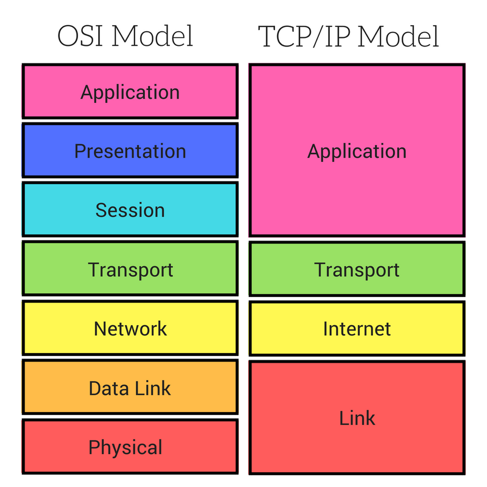 OSI Model
TCP/IP Model
Application
Presentation
Session
Transport
Network
Data Link
Physical
Application
Transport
Internet
Link